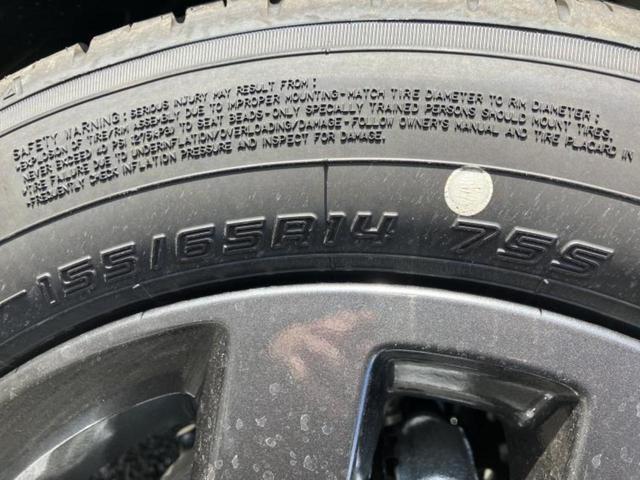 SAFETY WARNING: SERIOUS INJURY MAY RESULT FROM:
•EXPLOSION OF TIRE/RIM ASSEMBLY DUE TO IMPROPER MOUNTING-MATCH TIRE DIAMETER TO RIM DIAMETER;
NEVER EXCEED 40 PSI TO SEAT BEADS-ONLY SPECIALLY TRAINED PERSONS SHOULD MOUNT TIRES.
•TIRE FAILURE DUE TO UNDERINFLATION/OVERLOADING/DAMAGE-FOLLOW OWNER'S MANUAL AND TIRE PLACARD IN
-FREQUENTLY CHECK INFLATION PRESSURE AND INSPECT FOR DAMAGE.
155/65R14 75S